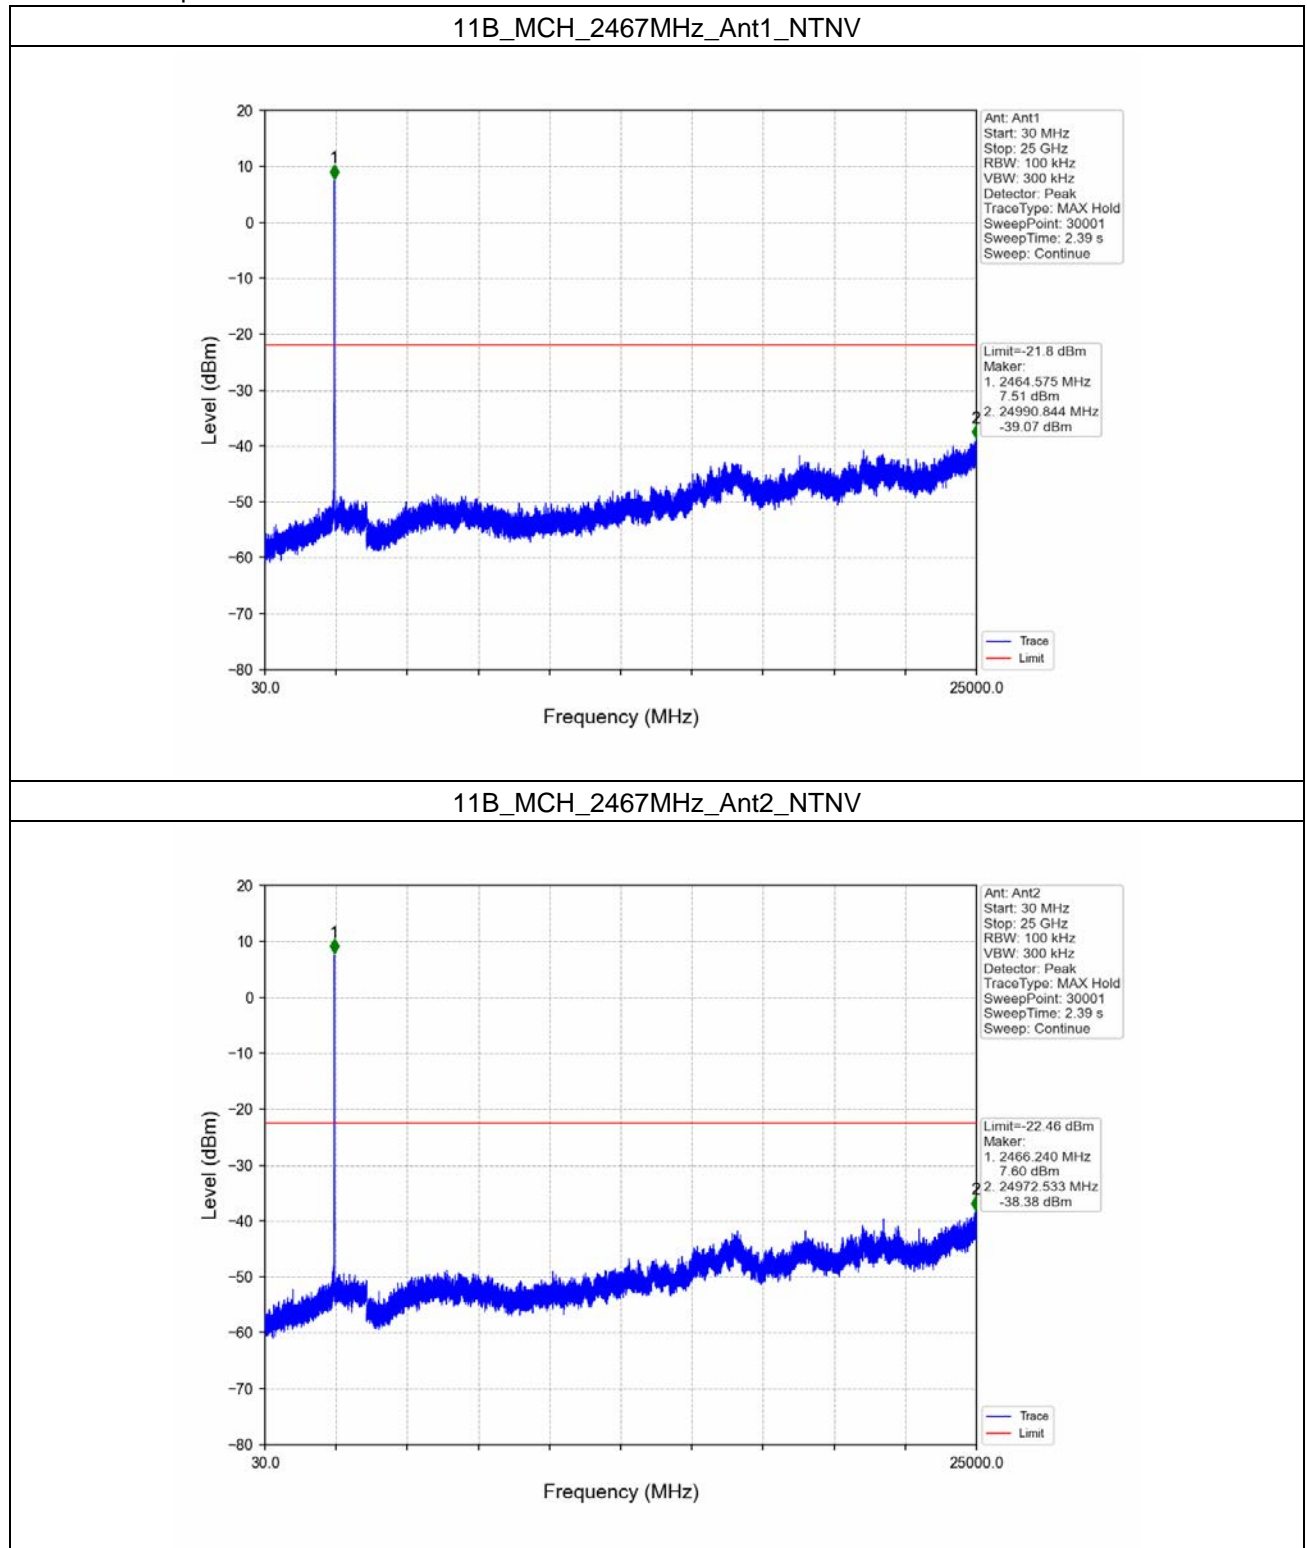 11B_MCH_2467MHz_Ant1_NTNV
20
10
0
−10
−20
−30
−40
−50
−60
−70
−80
Level (dBm)
30.0
25000.0
Frequency (MHz)
1
2
Ant: Ant1
Start: 30 MHz
Stop: 25 GHz
RBW: 100 kHz
VBW: 300 kHz
Detector: Peak
TraceType: MAX Hold
SweepPoint: 30001
SweepTime: 2.39 s
Sweep: Continue
Limit=-21.8 dBm
Maker:
1. 2464.575 MHz
7.51 dBm
2. 24990.844 MHz
-39.07 dBm
Trace
Limit
11B_MCH_2467MHz_Ant2_NTNV
20
10
0
−10
−20
−30
−40
−50
−60
−70
−80
Level (dBm)
30.0
25000.0
Frequency (MHz)
1
2
Ant: Ant2
Start: 30 MHz
Stop: 25 GHz
RBW: 100 kHz
VBW: 300 kHz
Detector: Peak
TraceType: MAX Hold
SweepPoint: 30001
SweepTime: 2.39 s
Sweep: Continue
Limit=-22.46 dBm
Maker:
1. 2466.240 MHz
7.60 dBm
2. 24972.533 MHz
-38.38 dBm
Trace
Limit